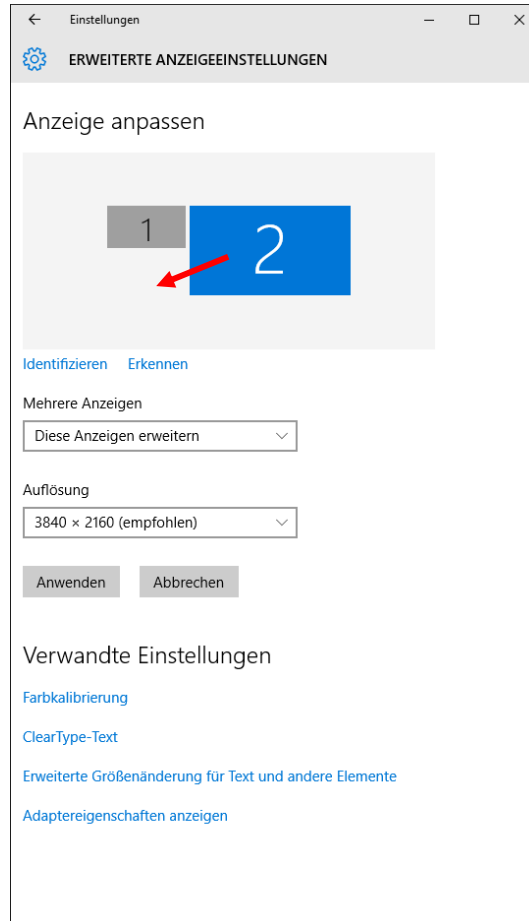 Einstellungen
ERWEITERTE ANZEIGEEINSTELLUNGEN
Anzeige anpassen
1
2
Identifizieren Erkennen
Mehrere Anzeigen
Diese Anzeigen erweitern
Auflösung
3840 × 2160 (empfohlen)
Anwenden Abbrechen
Verwandte Einstellungen
Farbkalibrierung
ClearType-Text
Erweiterte Größenänderung für Text und andere Elemente
Adaptereigenschaften anzeigen